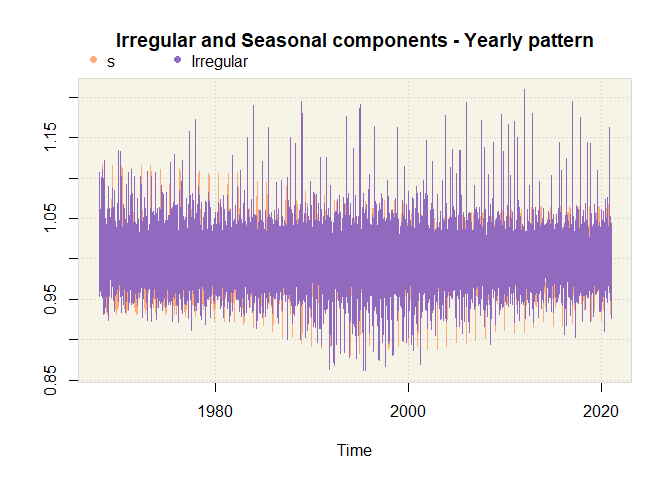 Irregular and Seasonal components - Yearly pattern
s Irregular
1.15
1.05
0.95
0.85
1980 2000 2020
Time